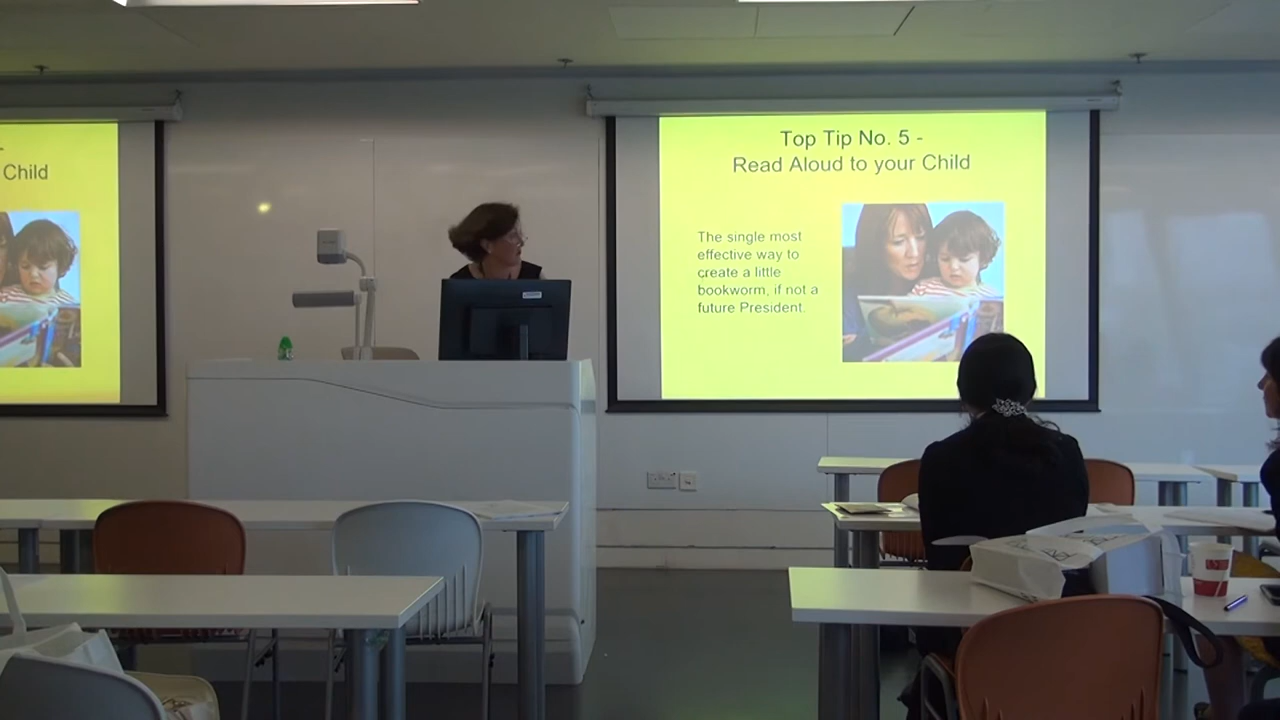 Child
Top Tip No. 5 -
Read Aloud to your Child
The single most
effective way to
create a little
bookworm, if not a
future President.